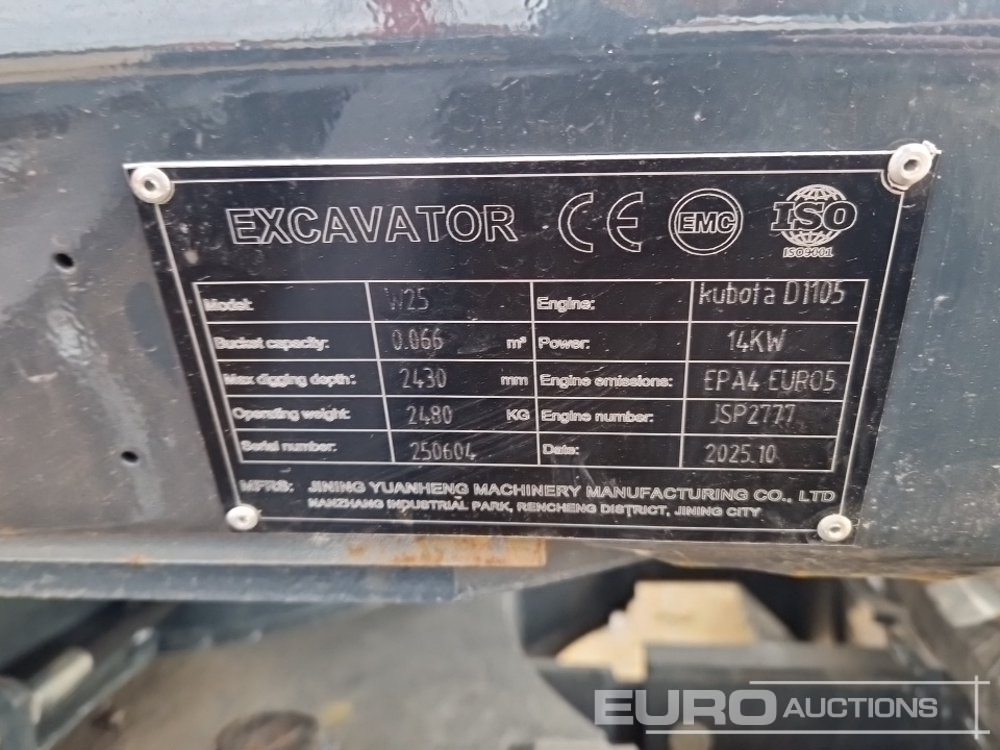 EXCAVATOR CE EMC ISO
ISO9001
Model: W25 Engine: kubota D1105
Bucket capacity: 0.066 m³ Power: 14KW
Max digging depth: 2430 mm Engine emissions: EPA4 EURO5
Operating weight: 2480 KG Engine number: JSP2777
Serial number: 250604 Date: 2025.10
MFRS: JINING YUANHENG MACHINERY MANUFACTURING CO., LTD
NANZHANG INDUSTRIAL PARK, RENCHENG DISTRICT, JINING CITY
EURO AUCTIONS